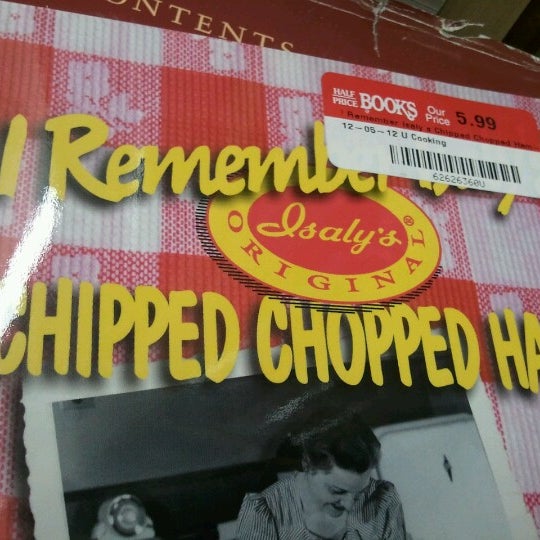 ONTENTS
HALF PRICE BOOKS Our Price 5.99
I Remember Isaly s Chipped Chopped Ham
12-05-12 U Cooking
62626360U
I Remember
Isaly's ®
ORIGINAL
CHIPPED CHOPPED HA